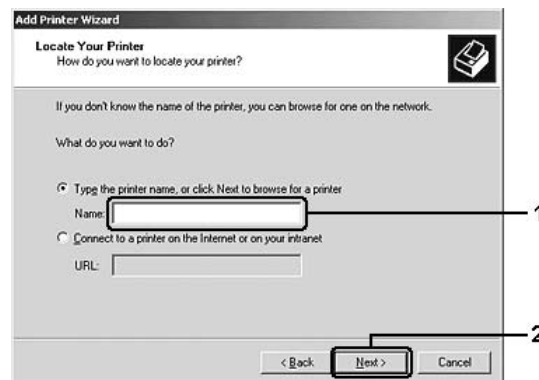 Add Printer Wizard
Locate Your Printer
How do you want to locate your printer?
If you don't know the name of the printer, you can browse for one on the network.
What do you want to do?
Type the printer name, or click Next to browse for a printer
Name:
1
Connect to a printer on the Internet or on your intranet
URL:
2
< Back
Next >
Cancel